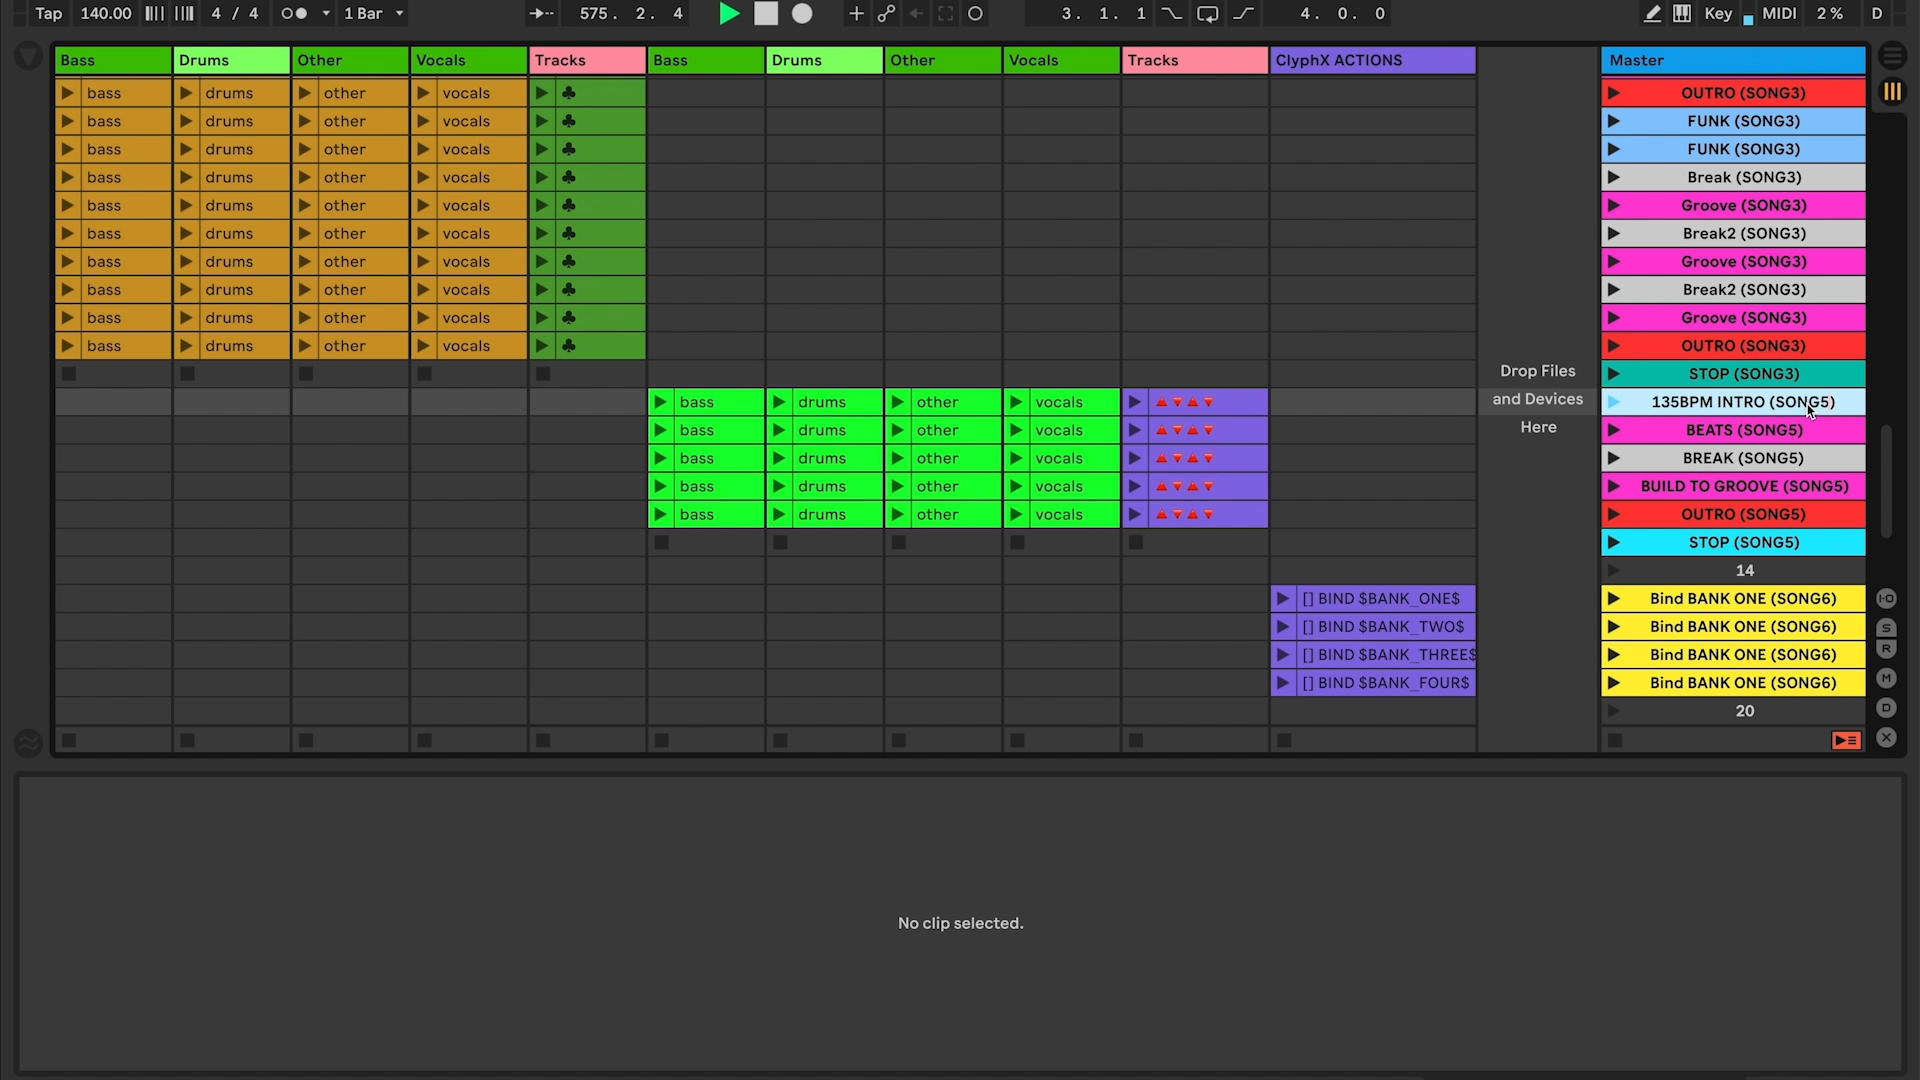 Tap 140.00 4 / 4 1 Bar 575. 2. 4 3. 1. 1 4. 0. 0 Key MIDI 2 % D
Bass Drums Other Vocals Tracks Bass Drums Other Vocals Tracks ClyphX ACTIONS Master
bass drums other vocals ♣ OUTRO (SONG3)
bass drums other vocals ♣ FUNK (SONG3)
bass drums other vocals ♣ FUNK (SONG3)
bass drums other vocals ♣ Break (SONG3)
bass drums other vocals ♣ Groove (SONG3)
bass drums other vocals ♣ Break2 (SONG3)
bass drums other vocals ♣ Groove (SONG3)
bass drums other vocals ♣ Break2 (SONG3)
bass drums other vocals ♣ Groove (SONG3)
bass drums other vocals ♣ OUTRO (SONG3)
Drop Files STOP (SONG3)
bass drums other vocals 🔺🔻🔺🔻 and Devices 135BPM INTRO (SONG5)
bass drums other vocals 🔺🔻🔺🔻 Here BEATS (SONG5)
bass drums other vocals 🔺🔻🔺🔻 BREAK (SONG5)
bass drums other vocals 🔺🔻🔺🔻 BUILD TO GROOVE (SONG5)
bass drums other vocals 🔺🔻🔺🔻 OUTRO (SONG5)
STOP (SONG5)
14
[] BIND $BANK_ONE$ Bind BANK ONE (SONG6) I·O
[] BIND $BANK_TWO$ Bind BANK ONE (SONG6) S
[] BIND $BANK_THREE$ Bind BANK ONE (SONG6) R
[] BIND $BANK_FOUR$ Bind BANK ONE (SONG6) M
20 D
No clip selected.